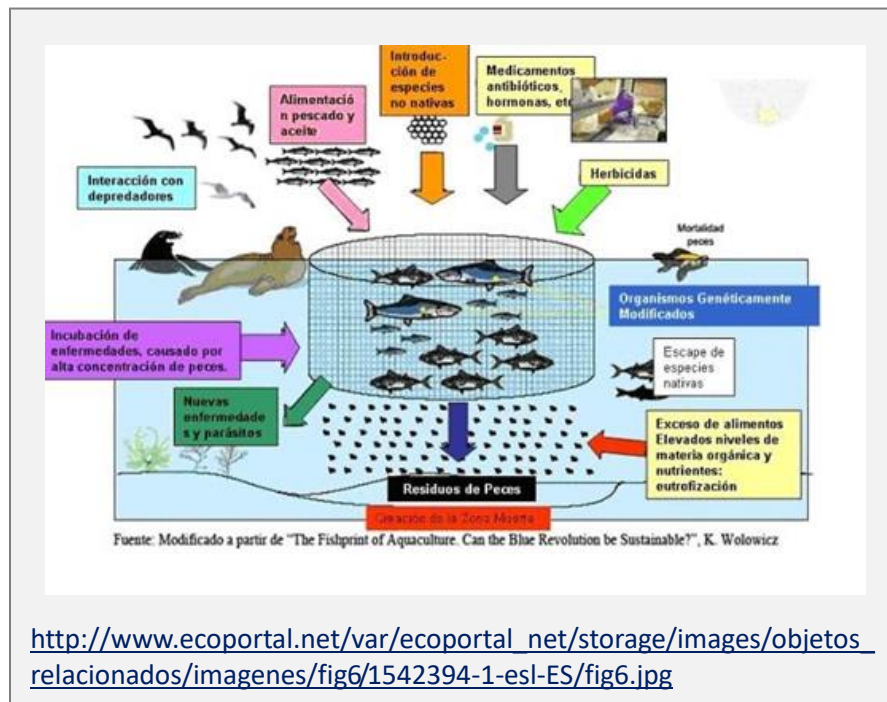 Introduc-
ción de
especies
no nativas
Medicamentos
antibióticos,
hormonas, etc
Alimentació
n pescado y
aceite
Herbicidas
Interacción con
depredadores
Mortalidad
peces
Organismos Genéticamente
Modificados
Incubación de
enfermedades, causado por
alta concentración de peces.
Escape de
especies
nativas
Nuevas
enfermedade
s y parásitos
Exceso de alimentos
Elevados niveles de
materia orgánica y
nutrientes:
eutrofización
Residuos de Peces
Creación de la Zona Muerta
Fuente: Modificado a partir de “The Fishprint of Aquaculture. Can the Blue Revolution be Sustainable?”, K. Wolowicz
http://www.ecoportal.net/var/ecoportal_net/storage/images/objetos_
relacionados/imagenes/fig6/1542394-1-esl-ES/fig6.jpg